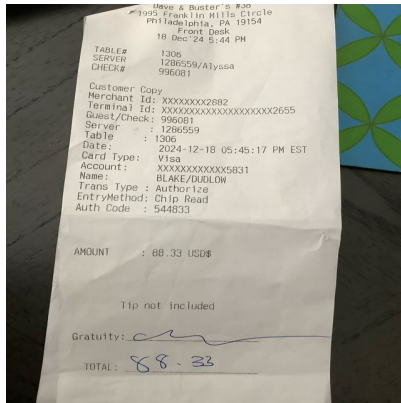 Dave & Buster's #38
1995 Franklin Mills Circle
Philadelphia, PA 19154
Front Desk
18 Dec'24 5:44 PM
TABLE# 1306
SERVER 1286559/Alyssa
CHECK# 996081
Customer Copy
Merchant Id: XXXXXXXX2682
Terminal Id: XXXXXXXXXXXXXXXXXXXX2655
Guest/Check: 996081
Server : 1286559
Table : 1306
Date: 2024-12-18 05:45:17 PM EST
Card Type: Visa
Account: XXXXXXXXXXXX5831
Name: BLAKE/DUDLOW
Trans Type : Authorize
EntryMethod: Chip Read
Auth Code : 544833
AMOUNT : 88.33 USD$
Tip not included
Gratuity:
TOTAL: 88.33